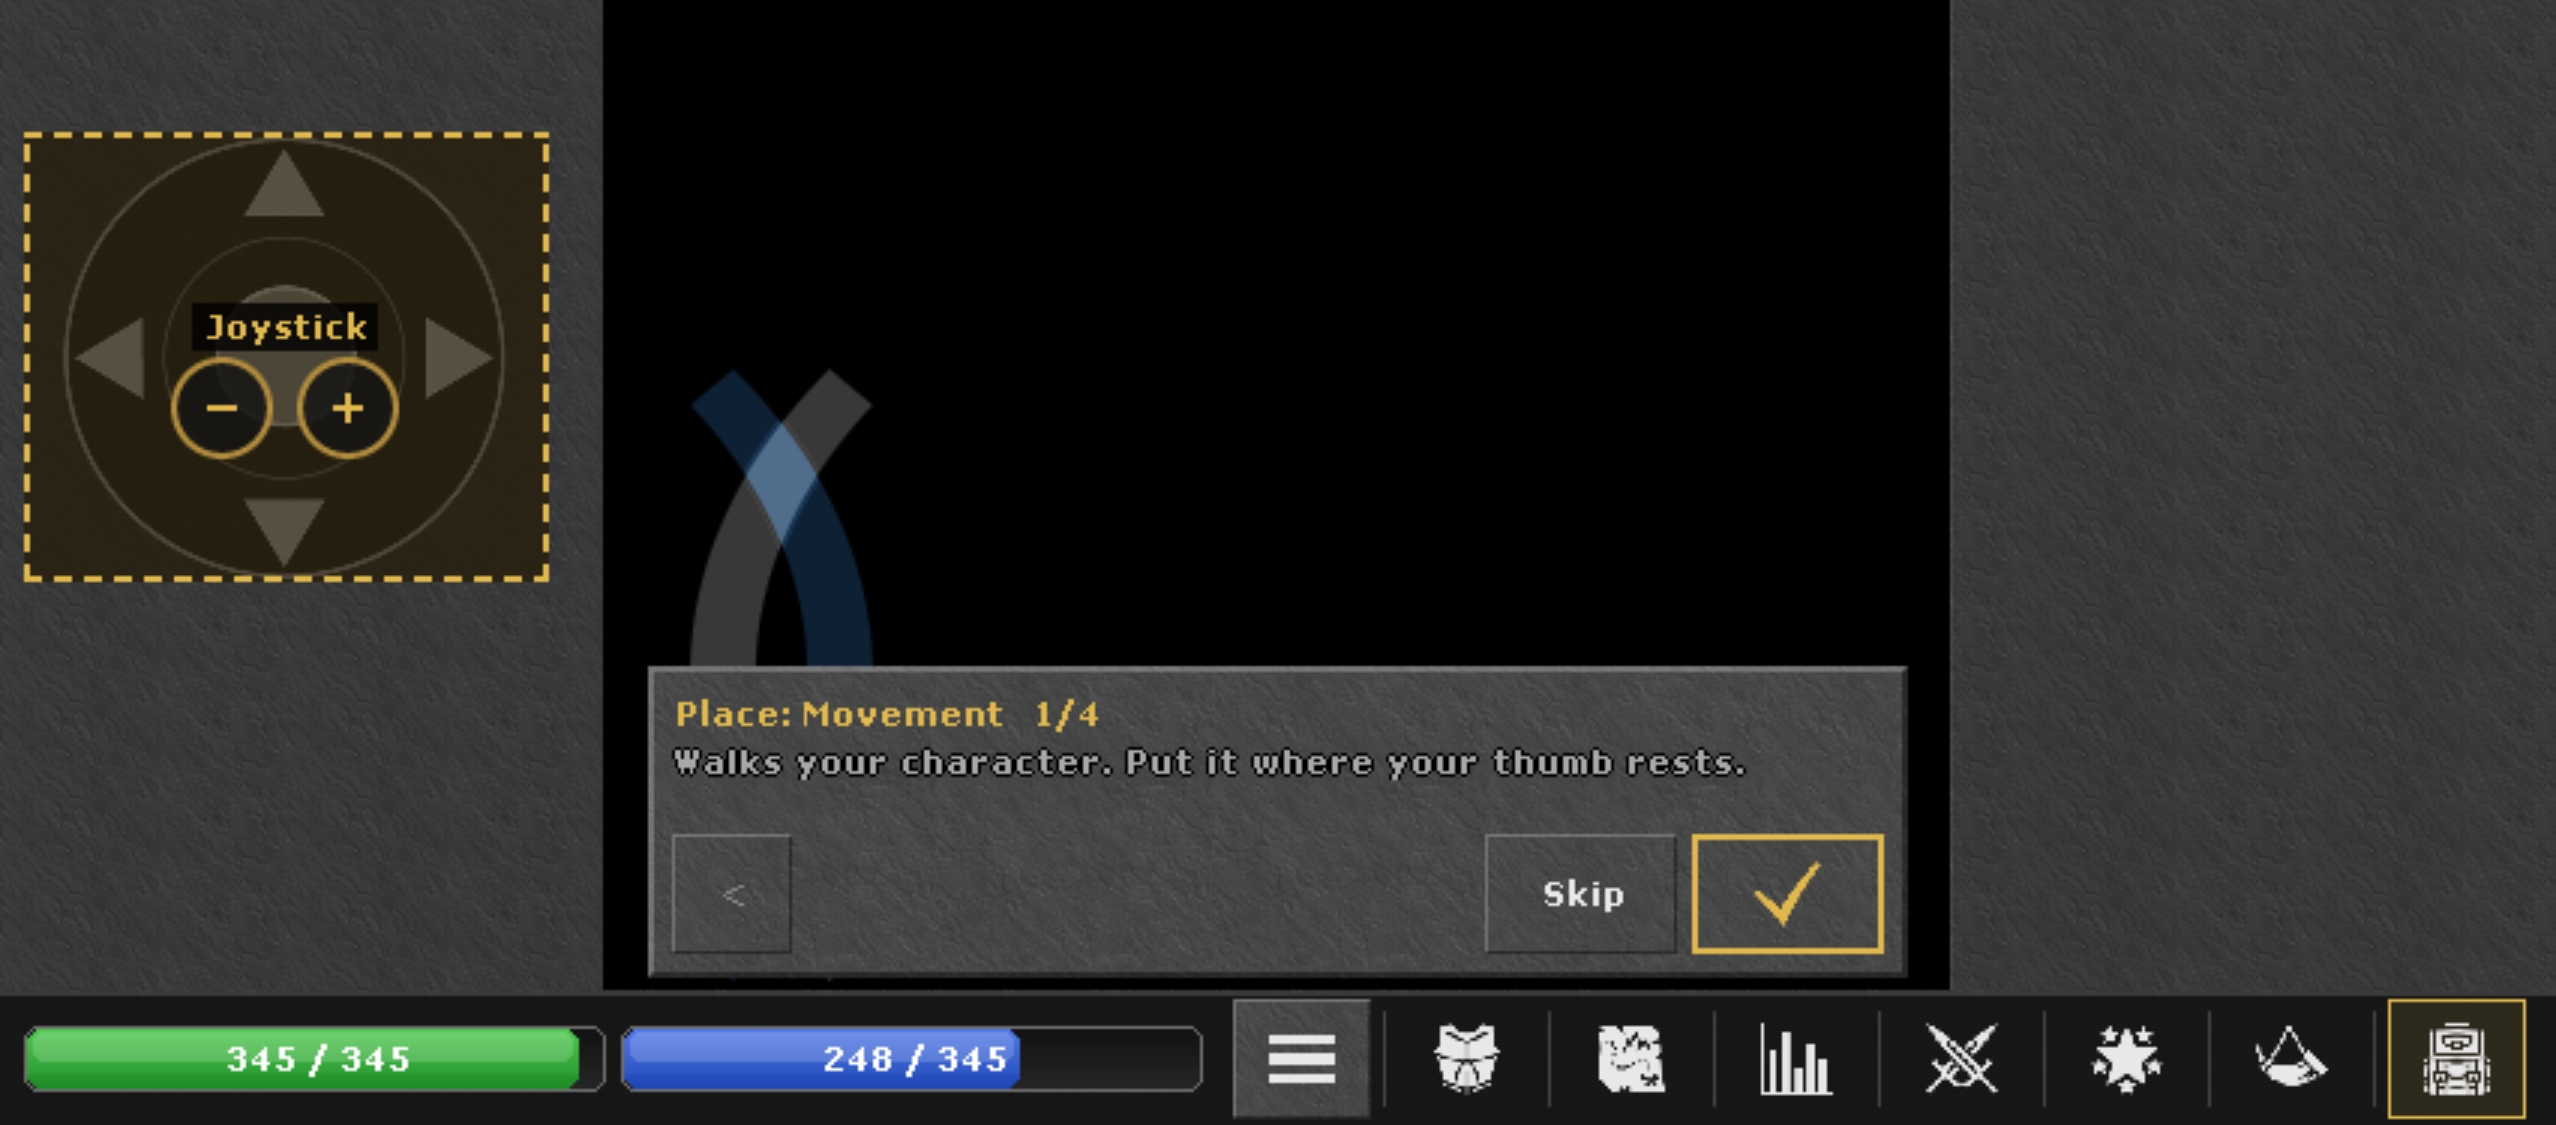 Joystick
− +
Place: Movement 1/4
Walks your character. Put it where your thumb rests.
<
Skip
345 / 345
248 / 345